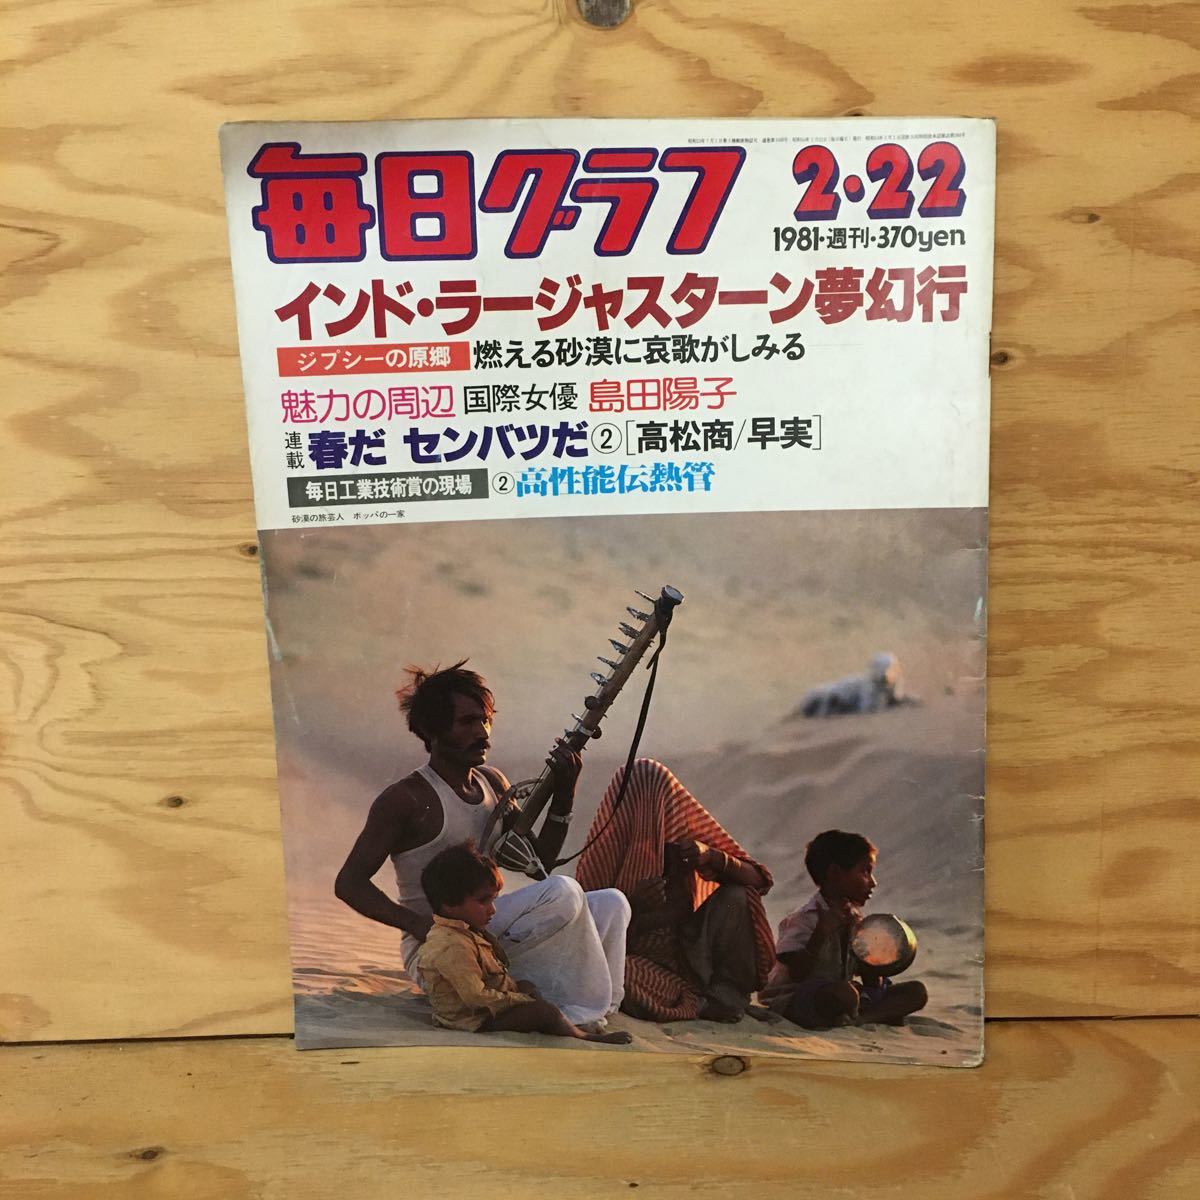 毎日グラフ
2・22
1981・週刊・370yen
インド・ラージャスターン夢幻行
ジプシーの原郷 燃える砂漠に哀歌がしみる
魅力の周辺 国際女優 島田陽子
連載 春だ センバツだ②[高松商/早実]
毎日工業技術賞の現場 ②高性能伝熱管
砂漠の旅芸人 ポッパの一家